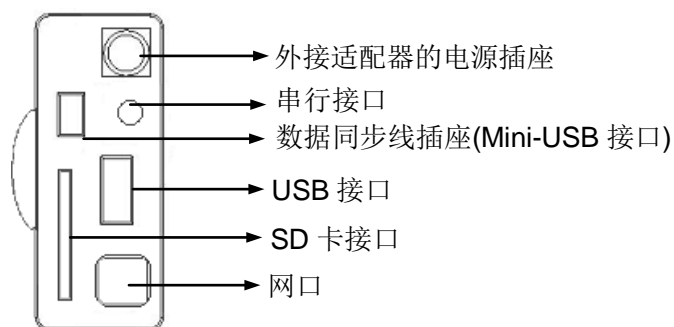 外接适配器的电源插座
串行接口
数据同步线插座(Mini-USB 接口)
USB 接口
SD 卡接口
网口